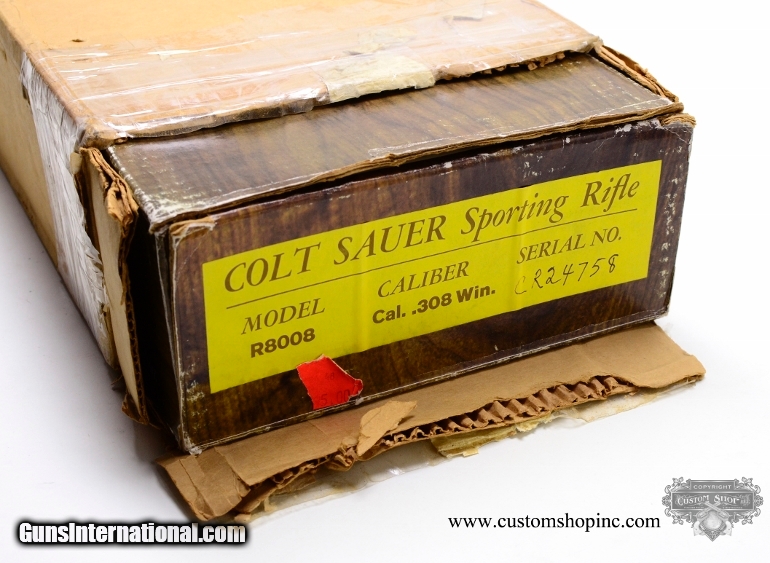 COLT SAUER Sporting Rifle
MODEL CALIBER SERIAL NO.
R8008 Cal. .308 Win. CR24758
GunsInternational.com
www.customshopinc.com
COPYRIGHT
CUSTOM SHOP